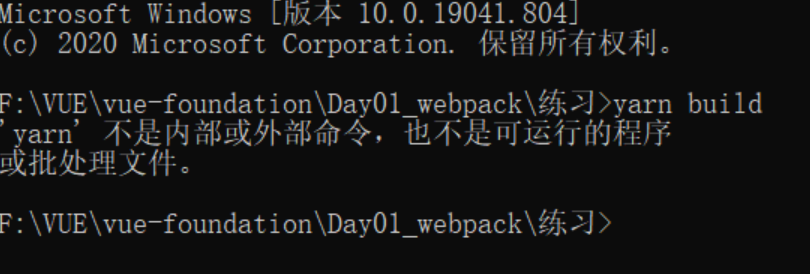 Microsoft Windows [版本 10.0.19041.804]
(c) 2020 Microsoft Corporation. 保留所有权利。
F:\VUE\vue-foundation\Day01_webpack\练习>yarn build
'yarn' 不是内部或外部命令，也不是可运行的程序
或批处理文件。
F:\VUE\vue-foundation\Day01_webpack\练习>